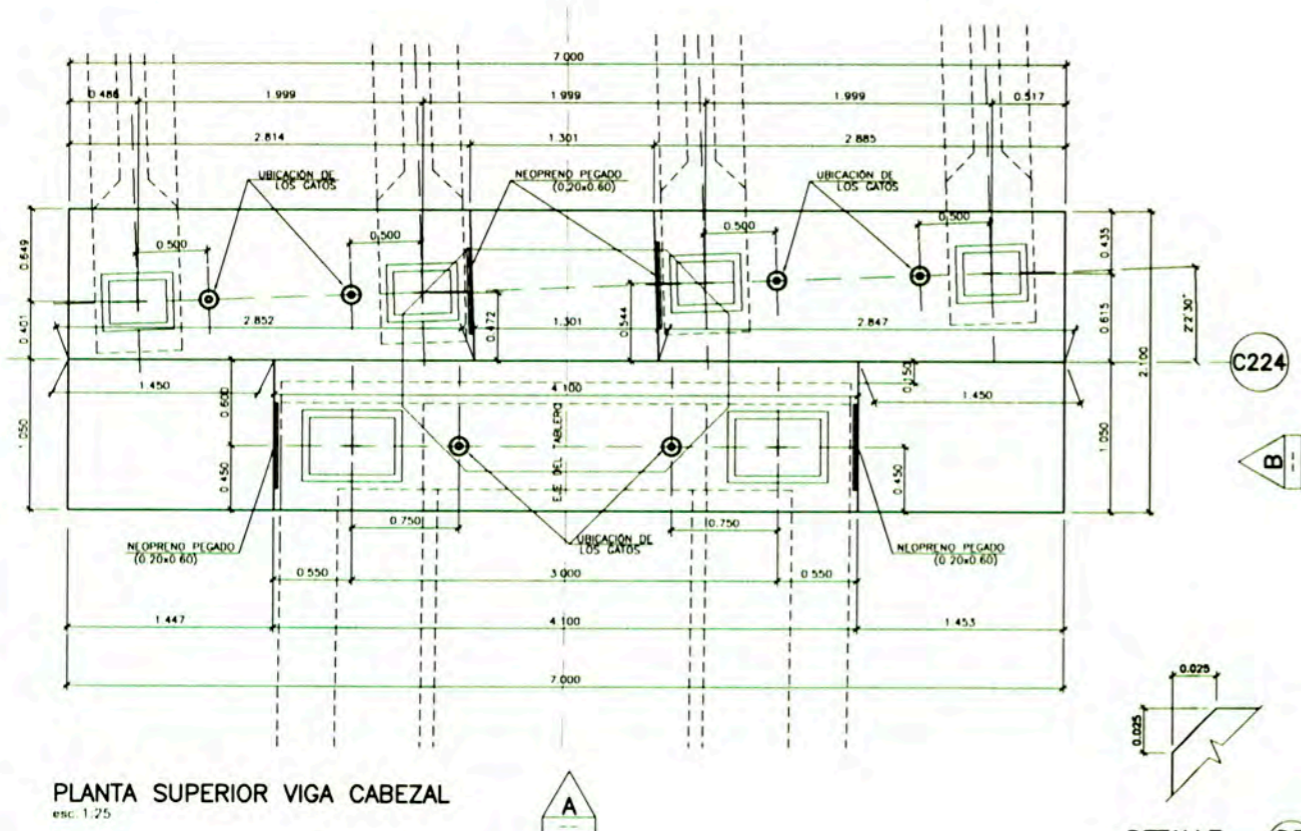 7.000
0.486
1.999
1.999
1.999
0.517
2.814
1.301
2.885
UBICACIÓN DE
LOS GATOS
NEOPRENO PEGADO
(0.20x0.60)
UBICACIÓN DE
LOS GATOS
0.500
0.500
0.500
0.500
0.649
0.401
0.435
0.615
2.100
2°2'30"
2.852
0.472
1.301
0.544
2.847
C224
1.450
4.100
0.150
1.450
1.050
0.600
0.450
EJE DEL TABLERO
0.450
1.050
B
0.750
0.750
UBICACIÓN DE
LOS GATOS
NEOPRENO PEGADO
(0.20x0.60)
NEOPRENO PEGADO
(0.20x0.60)
0.550
3.000
0.550
1.447
4.100
1.453
7.000
0.025
0.025
PLANTA SUPERIOR VIGA CABEZAL
esc. 1:25
A